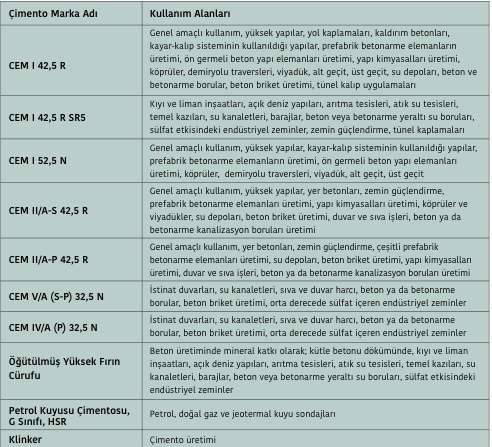 Çimento Marka Adı
Kullanım Alanları
CEM I 42,5 R
Genel amaçlı kullanım, yüksek yapılar, yol kaplamaları, kaldırım betonları,
kayar-kalıp sisteminin kullanıldığı yapılar, prefabrik betonarme elemanların
üretimi, ön germeli beton yapı elemanları üretimi, yapı kimyasalları üretimi,
köprüler, demiryolu traversleri, viyadük, alt geçit, üst geçit, su depoları, beton ve
betonarme borular, beton briket üretimi, tünel kalıp uygulamaları
CEM I 42,5 R SR5
Kıyı ve liman inşaatları, açık deniz yapıları, arıtma tesisleri, atık su tesisleri,
temel kazıları, su kanaletleri, barajlar, beton veya betonarme yeraltı su boruları,
sülfat etkisindeki endüstriyel zeminler, zemin güçlendirme, tünel kaplamaları
CEM I 52,5 N
Genel amaçlı kullanım, yüksek yapılar, kayar-kalıp sisteminin kullanıldığı yapılar,
prefabrik betonarme elemanların üretimi, ön germeli beton yapı elemanları
üretimi, köprüler, demiryolu traversleri, viyadük, alt geçit, üst geçit
CEM II/A-S 42,5 R
Genel amaçlı kullanım, yüksek yapılar, yer betonları, zemin güçlendirme,
prefabrik betonarme elemanların üretimi, yapı kimyasalları üretimi, köprüler ve
viyadükler, su depoları, beton briket üretimi, duvar ve sıva işleri, beton ya da
betonarme kanalizasyon boruları üretimi
CEM II/A-P 42,5 R
Genel amaçlı kullanım, yer betonları, zemin güçlendirme, çeşitli prefabrik
betonarme elemanların üretimi, su depoları, beton briket üretimi, yapı kimyasalları
üretimi, duvar ve sıva işleri, beton ya da betonarme kanalizasyon boruları üretimi
CEM V/A (S-P) 32,5 N
İstinat duvarları, su kanaletleri, sıva ve duvar harcı, beton ya da betonarme
borular, beton briket üretimi, orta derecede sülfat içeren endüstriyel zeminler
CEM IV/A (P) 32,5 N
İstinat duvarları, su kanaletleri, sıva ve duvar harcı, beton ya da betonarme
borular, beton briket üretimi, orta derecede sülfat içeren endüstriyel zeminler
Öğütülmüş Yüksek Fırın
Cürufu
Beton üretiminde mineral katkı olarak; kütle betonu dökümünde, kıyı ve liman
inşaatları, açık deniz yapıları, arıtma tesisleri, atık su tesisleri, temel kazıları, su
kanaletleri, barajlar, beton veya betonarme yeraltı su boruları, sülfat etkisindeki
endüstriyel zeminler
Petrol Kuyusu Çimentosu,
G Sınıfı, HSR
Petrol, doğal gaz ve jeotermal kuyu sondajları
Klinker
Çimento üretimi